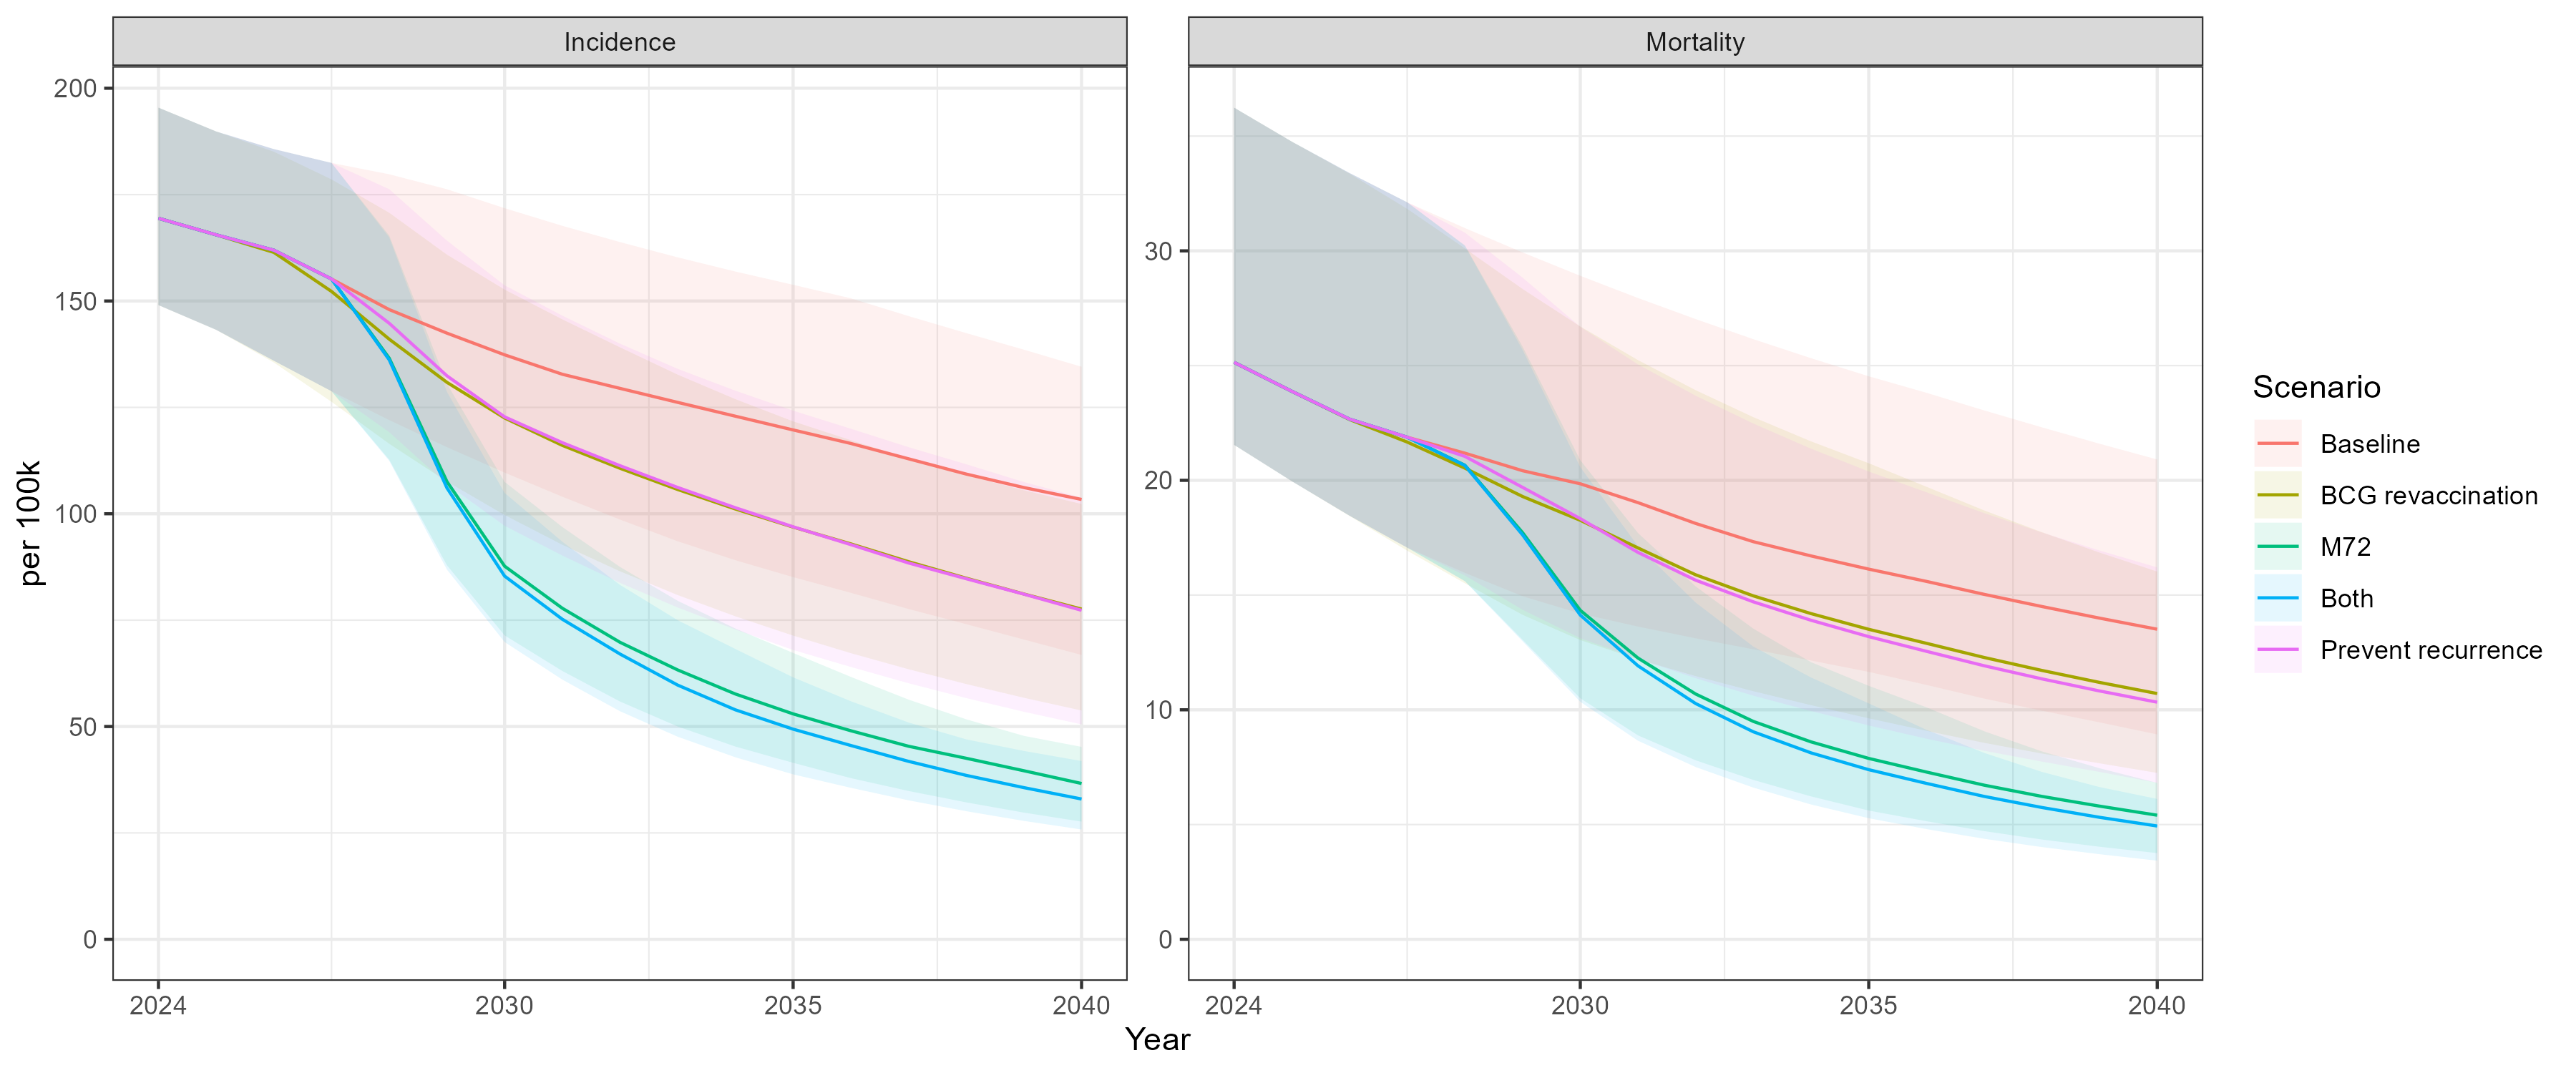 Incidence
Mortality
200
150
100
50
0
30
20
10
0
per 100k
2024
2030
2035
2040
2024
2030
2035
2040
Year
Scenario
Baseline
BCG revaccination
M72
Both
Prevent recurrence